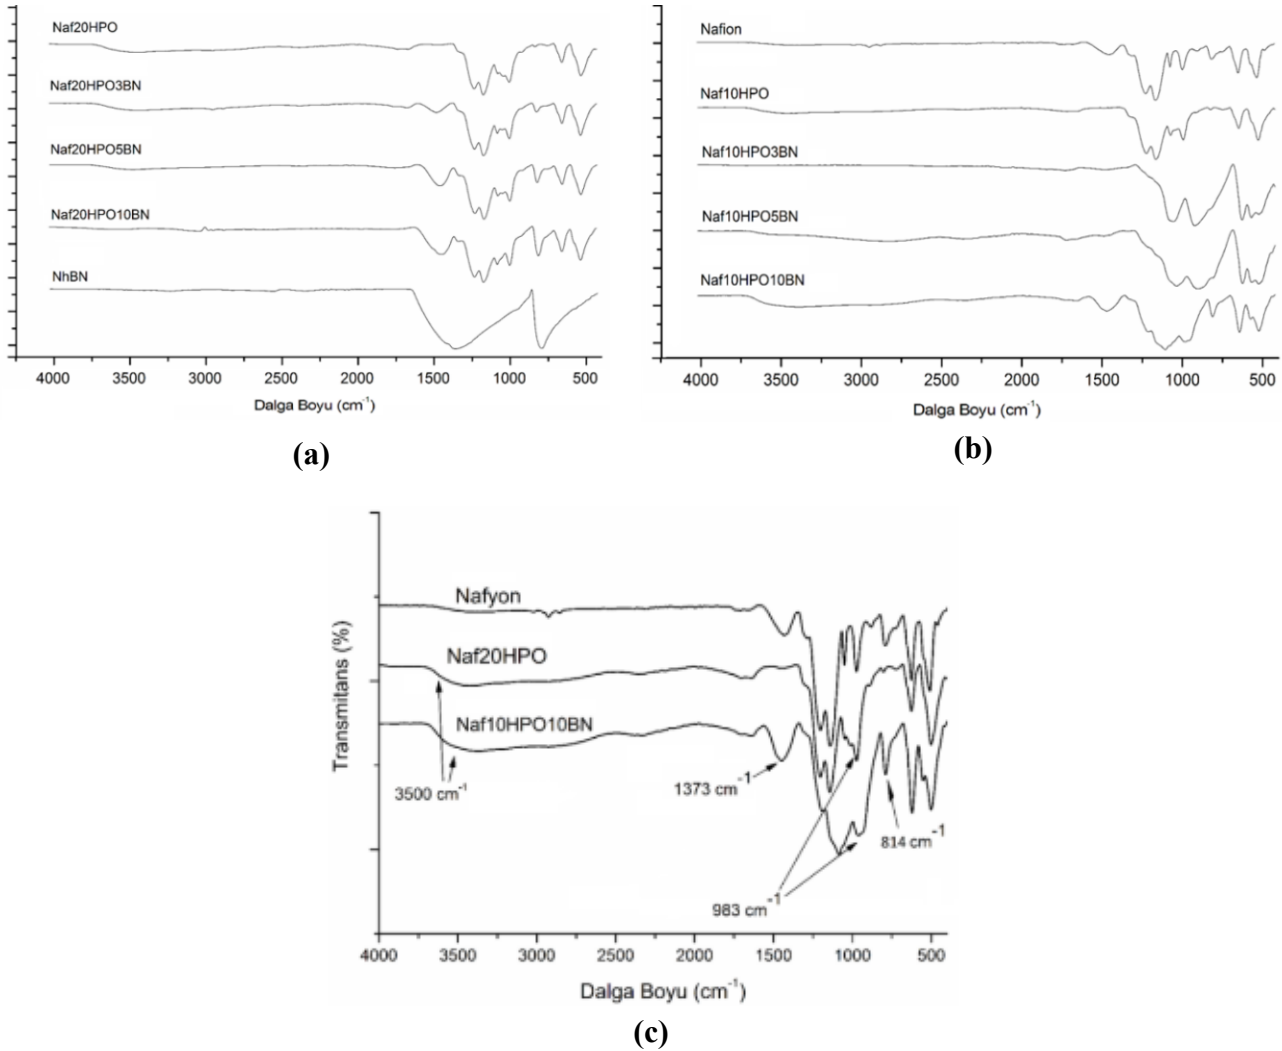 Naf20HPO
Naf20HPO3BN
Naf20HPO5BN
Naf20HPO10BN
NhBN
4000 3500 3000 2500 2000 1500 1000 500
Dalga Boyu (cm⁻¹)
(a)
Nafion
Naf10HPO
Naf10HPO3BN
Naf10HPO5BN
Naf10HPO10BN
4000 3500 3000 2500 2000 1500 1000 500
Dalga Boyu (cm⁻¹)
(b)
Transmitans (%)
Nafyon
Naf20HPO
Naf10HPO10BN
3500 cm⁻¹
1373 cm⁻¹
814 cm⁻¹
983 cm⁻¹
4000 3500 3000 2500 2000 1500 1000 500
Dalga Boyu (cm⁻¹)
(c)